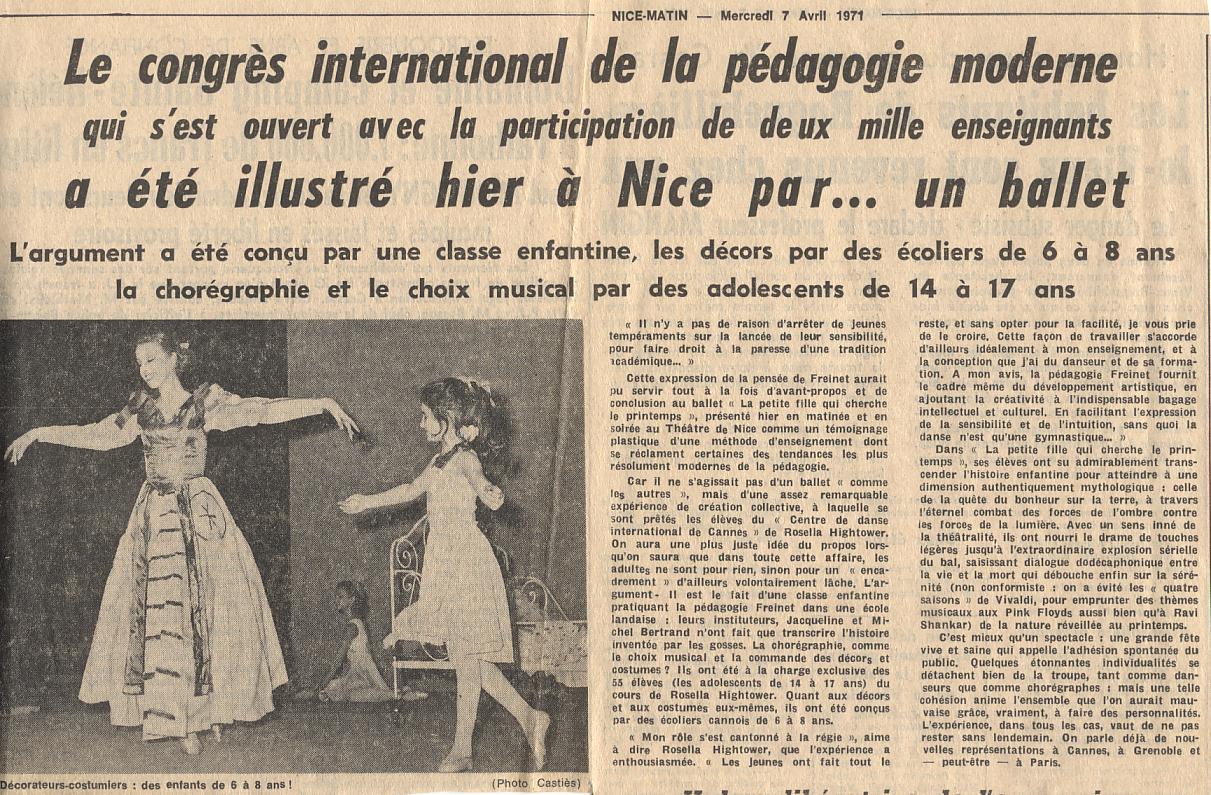 NICE-MATIN — Mercredi 7 Avril 1971
Le congrès international de la pédagogie moderne
qui s'est ouvert avec la participation de deux mille enseignants
a été illustré hier à Nice par... un ballet
L'argument a été conçu par une classe enfantine, les décors par des écoliers de 6 à 8 ans
la chorégraphie et le choix musical par des adolescents de 14 à 17 ans
« Il n'y a pas de raison d'arrêter de jeunes
tempéraments sur la lancée de leur sensibilité,
pour faire droit à la paresse d'une tradition
académique... »
Cette expression de la pensée de Freinet aurait
pu servir tout à la fois d'avant-propos et de
conclusion au ballet « La petite fille qui cherche
le printemps », présenté hier en matinée et en
soirée au Théâtre de Nice comme un témoignage
plastique d'une méthode d'enseignement dont
se réclament certaines des tendances les plus
résolument modernes de la pédagogie.
Car il ne s'agissait pas d'un ballet « comme
les autres », mais d'une assez remarquable
expérience de création collective, à laquelle se
sont prêtés les élèves du « Centre de danse
international de Cannes » de Rosella Hightower.
On aura une plus juste idée du propos lors-
qu'on saura que dans toute cette affaire, les
adultes ne sont pour rien, sinon pour un « enca-
drement » d'ailleurs volontairement lâche. L'ar-
gument- Il est le fait d'une classe enfantine
pratiquant la pédagogie Freinet dans une école
landaise : leurs instituteurs, Jacqueline et Mi-
chel Bertrand n'ont fait que transcrire l'histoire
inventée par les gosses. La chorégraphie, comme
le choix musical et la commande des décors et
costumes ? Ils ont été à la charge exclusive des
55 élèves (les adolescents de 14 à 17 ans) du
cours de Rosella Hightower. Quant aux décors
et aux costumes eux-mêmes, ils ont été conçus
par des écoliers cannois de 6 à 8 ans.
« Mon rôle s'est cantonné à la régie », aime
à dire Rosella Hightower, que l'expérience a
enthousiasmée. « Les jeunes ont fait tout le
reste, et sans opter pour la facilité, je vous prie
de le croire. Cette façon de travailler s'accorde
d'ailleurs idéalement à mon enseignement, et à
la conception que j'ai du danseur et de sa forma-
tion. A mon avis, la pédagogie Freinet fournit
le cadre même du développement artistique, en
ajoutant la créativité à l'indispensable bagage
intellectuel et culturel. En facilitant l'expression
de la sensibilité et de l'intuition, sans quoi la
danse n'est qu'une gymnastique... »
Dans « La petite fille qui cherche le prin-
temps », ses élèves ont su admirablement trans-
cender l'histoire enfantine pour atteindre à une
dimension authentiquement mythologique : celle
de la quête du bonheur sur la terre, à travers
l'éternel combat des forces de l'ombre contre
les forces de la lumière. Avec un sens inné de
la théâtralité, ils ont nourri le drame de touches
légères jusqu'à l'extraordinaire explosion sérielle
du bal, saisissant dialogue dodécaphonique entre
la vie et la mort qui débouche enfin sur la séré-
nité (non conformiste : on a évité les « quatre
saisons » de Vivaldi, pour emprunter des thèmes
musicaux aux Pink Floyds aussi bien qu'à Ravi
Shankar) de la nature réveillée au printemps.
C'est mieux qu'un spectacle : une grande fête
vive et saine qui appelle l'adhésion spontanée du
public. Quelques étonnantes individualités se
détachent bien de la troupe, tant comme dan-
seurs que comme chorégraphes : mais une telle
cohésion anime l'ensemble que l'on aurait mau-
vaise grâce, vraiment, à faire des personnalités.
L'expérience, dans tous les cas, vaut de ne pas
rester sans lendemain. On parle déjà de nou-
velles représentations à Cannes, à Grenoble et
— peut-être — à Paris.
Décorateurs-costumiers : des enfants de 6 à 8 ans !
(Photo Castiès)